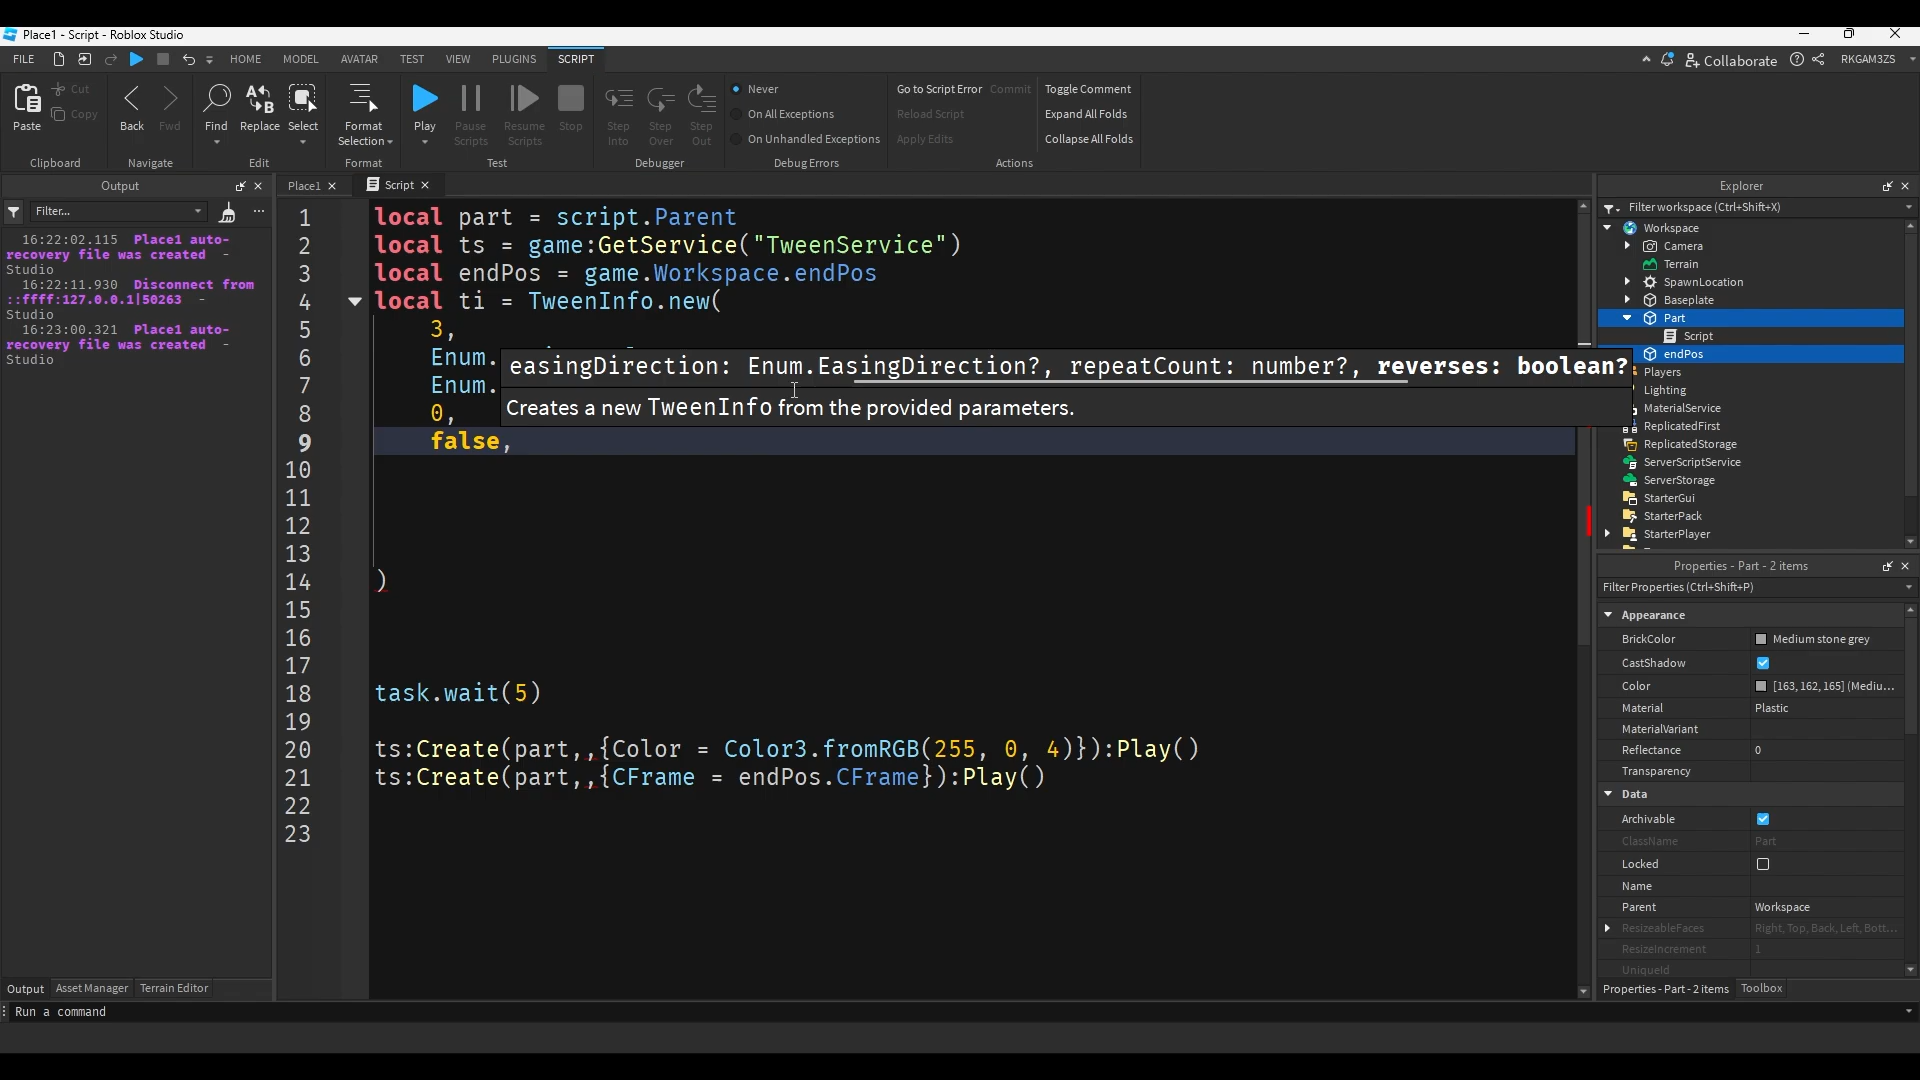 Place1 - Script - Roblox Studio
FILE HOME MODEL AVATAR TEST VIEW PLUGINS SCRIPT Collaborate RKGAM3ZS
Paste Cut Copy Back Fwd Find Replace Select Format Selection Play Pause Scripts Resume Scripts Stop Step Into Step Over Step Out
Never
On All Exceptions
On Unhandled Exceptions
Go to Script Error Commit
Reload Script
Apply Edits
Toggle Comment
Expand All Folds
Collapse All Folds
Clipboard Navigate Edit Format Test Debugger Debug Errors Actions
Output
Filter...
16:22:02.115 Place1 auto-
recovery file was created -
Studio
16:22:11.930 Disconnect from
::ffff:127.0.0.1|50263 -
Studio
16:23:00.321 Place1 auto-
recovery file was created -
Studio
Output Asset Manager Terrain Editor
Place1 Script
1 local part = script.Parent
2 local ts = game:GetService("TweenService")
3 local endPos = game.Workspace.endPos
4 local ti = TweenInfo.new(
5 3,
6 Enum.
7 Enum.
8 0,
9 false,
easingDirection: Enum.EasingDirection?, repeatCount: number?, reverses: boolean?
Creates a new TweenInfo from the provided parameters.
10
11
12
13
14 )
15
16
17
18 task.wait(5)
19
20 ts:Create(part,,{Color = Color3.fromRGB(255, 0, 4)}):Play()
21 ts:Create(part,,{CFrame = endPos.CFrame}):Play()
22
23
Explorer
Filter workspace (Ctrl+Shift+X)
Workspace
Camera
Terrain
SpawnLocation
Baseplate
Part
Script
endPos
Players
Lighting
MaterialService
ReplicatedFirst
ReplicatedStorage
ServerScriptService
ServerStorage
StarterGui
StarterPack
StarterPlayer
Properties - Part - 2 items
Filter Properties (Ctrl+Shift+P)
Appearance
BrickColor Medium stone grey
CastShadow
Color [163, 162, 165] (Mediu...
Material Plastic
MaterialVariant
Reflectance 0
Transparency
Data
Archivable
ClassName Part
Locked
Name
Parent Workspace
ResizeableFaces Right, Top, Back, Left, Bott...
ResizeIncrement 1
UniqueId
Properties - Part - 2 items Toolbox
Run a command